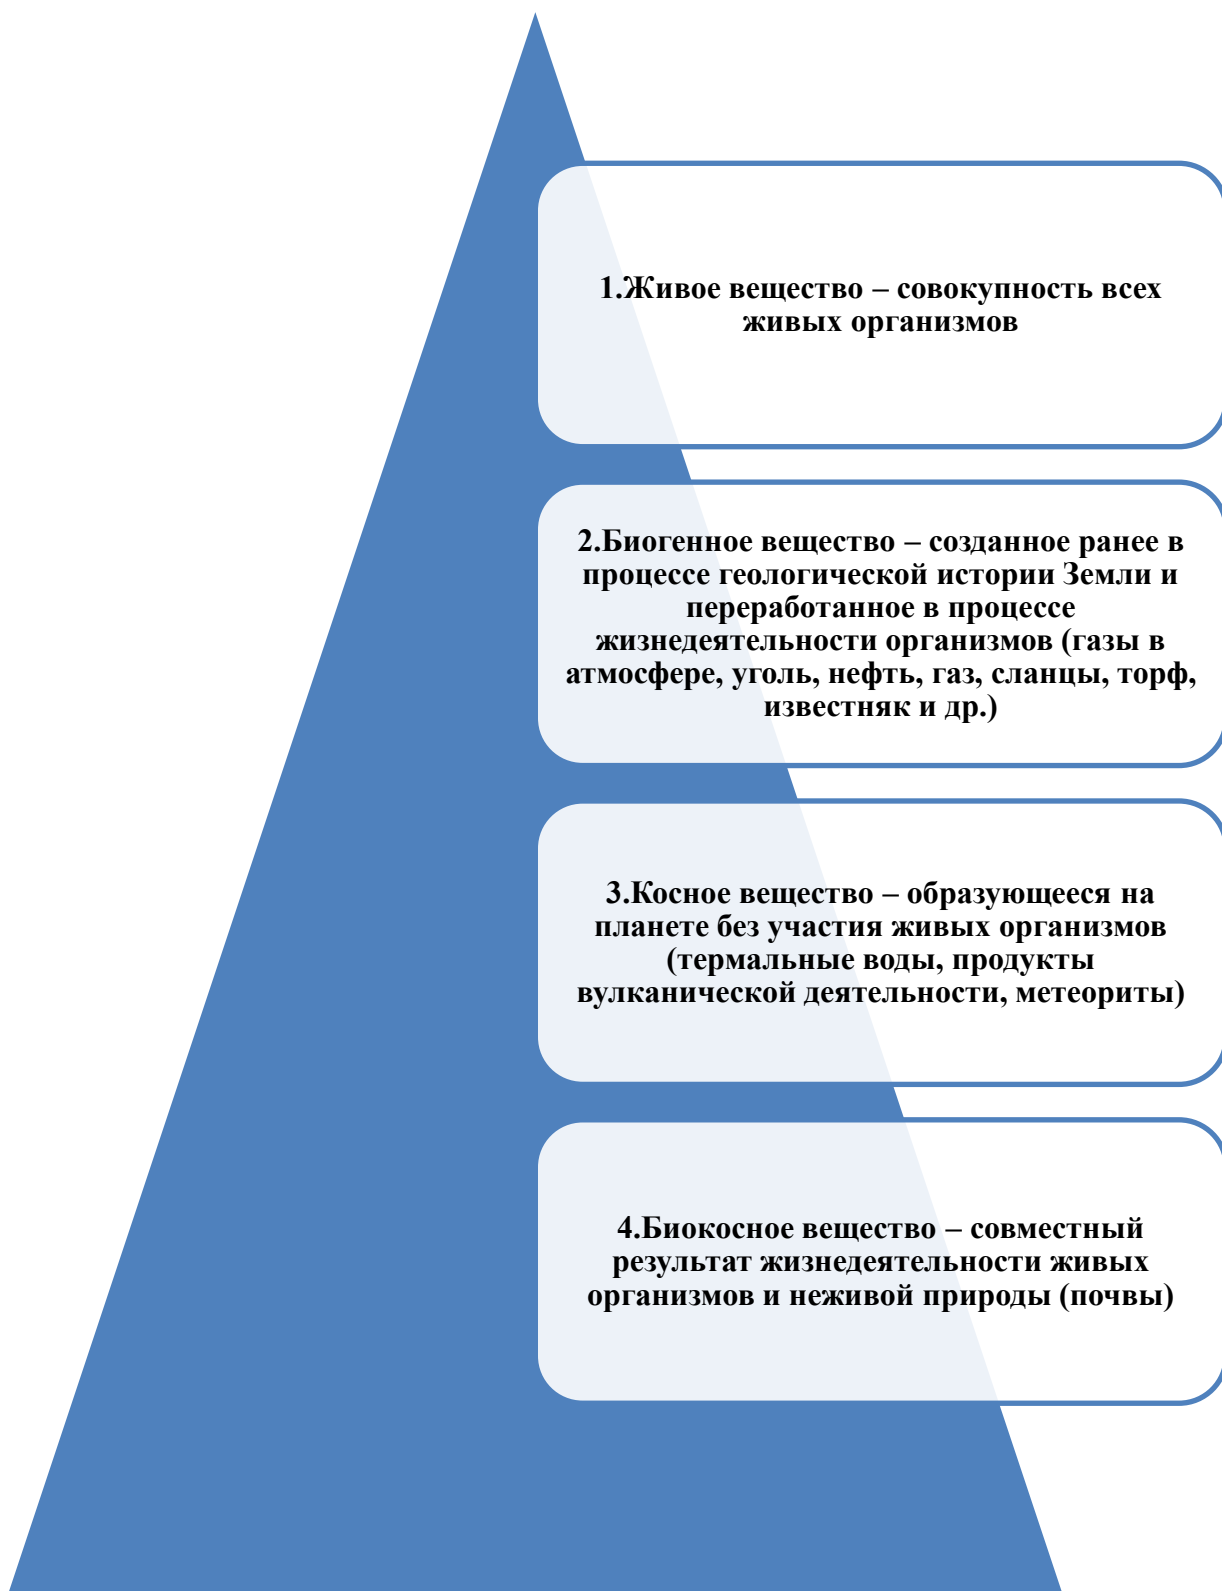 1.Живое вещество – совокупность всех
живых организмов
2.Биогенное вещество – созданное ранее в
процессе геологической истории Земли и
переработанное в процессе
жизнедеятельности организмов (газы в
атмосфере, уголь, нефть, газ, сланцы, торф,
известняк и др.)
3.Косное вещество – образующееся на
планете без участия живых организмов
(термальные воды, продукты
вулканической деятельности, метеориты)
4.Биокосное вещество – совместный
результат жизнедеятельности живых
организмов и неживой природы (почвы)